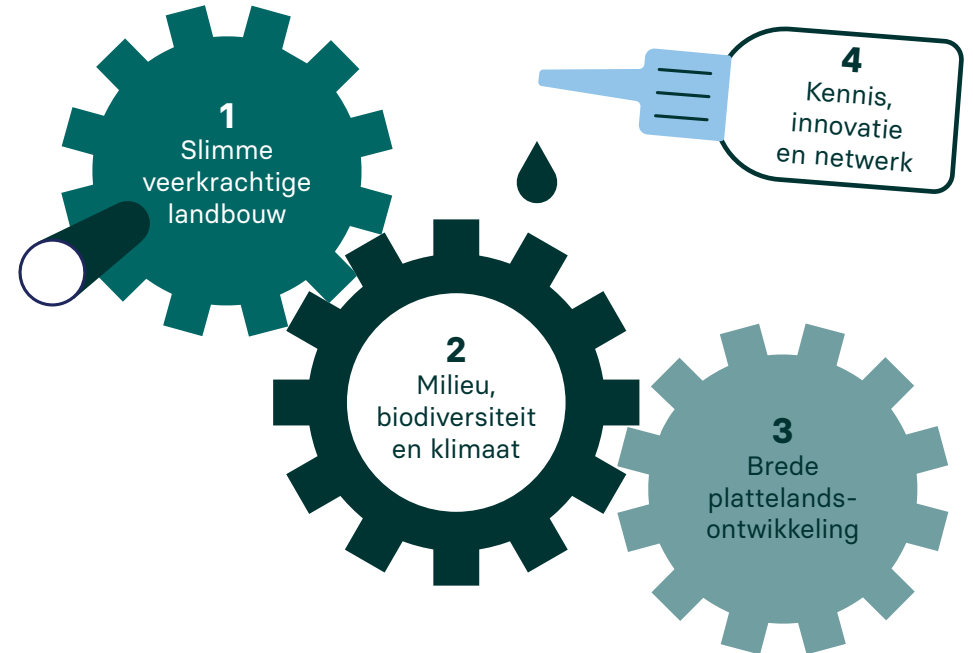 1
Slimme
veerkrachtige
landbouw
2
Milieu,
biodiversiteit
en klimaat
3
Brede
plattelands-
ontwikkeling
4
Kennis,
innovatie
en netwerk